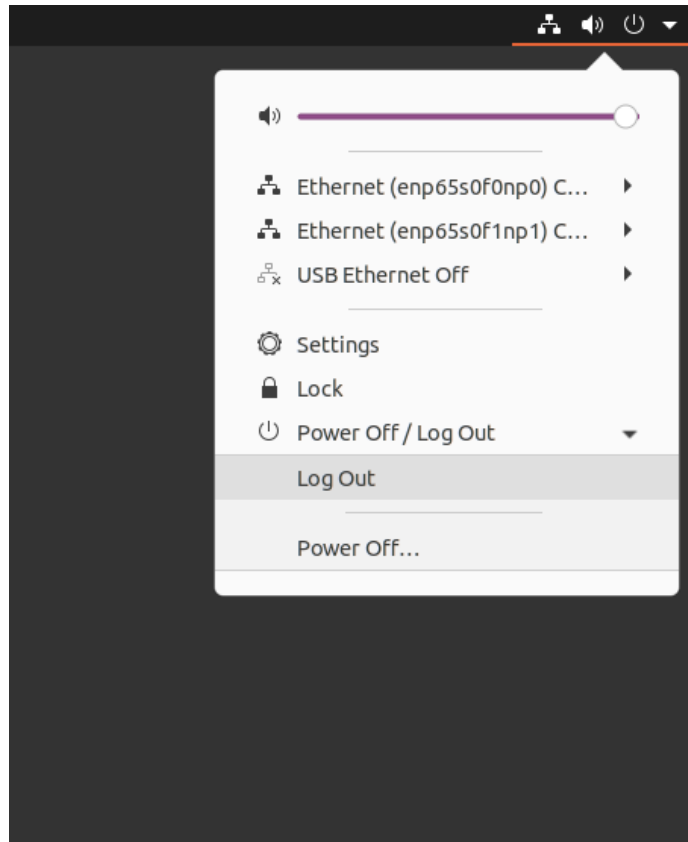 Ethernet (enp65s0f0np0) C...
Ethernet (enp65s0f1np1) C...
USB Ethernet Off
Settings
Lock
Power Off / Log Out
Log Out
Power Off...